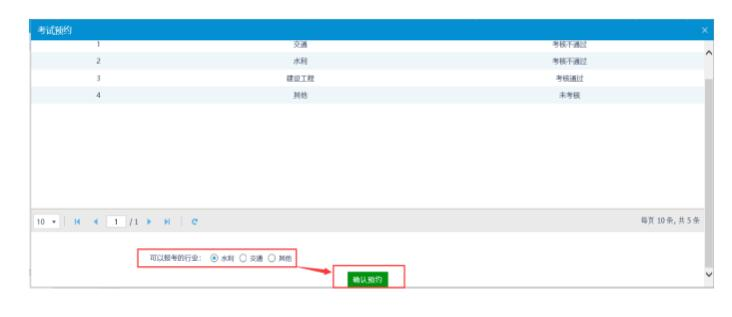 考试预约 ×
1 交通 考核不通过
2 水利 考核不通过
3 建设工程 考核通过
4 其他 未考核
10 1 / 1 每页 10 条, 共 5 条
可以报考的行业: 水利 交通 其他
确认预约